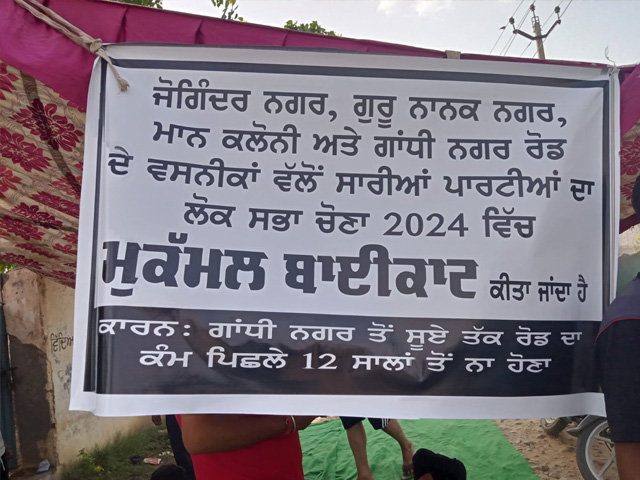 ਜੋਗਿੰਦਰ ਨਗਰ, ਗੁਰੂ ਨਾਨਕ ਨਗਰ,
ਮਾਨ ਕਲੋਨੀ ਅਤੇ ਗਾਂਧੀ ਨਗਰ ਰੋਡ
ਦੇ ਵਸਨੀਕਾਂ ਵੱਲੋਂ ਸਾਰੀਆਂ ਪਾਰਟੀਆਂ ਦਾ
ਲੋਕ ਸਭਾ ਚੋਣਾ 2024 ਵਿੱਚ
ਮੁਕੱਮਲ ਬਾਈਕਾਟ ਕੀਤਾ ਜਾਂਦਾ ਹੈ
ਕਾਰਨ: ਗਾਂਧੀ ਨਗਰ ਤੋਂ ਸੂਏ ਤੱਕ ਰੋਡ ਦਾ
ਕੰਮ ਪਿਛਲੇ 12 ਸਾਲਾਂ ਤੋਂ ਨਾ ਹੋਣਾ